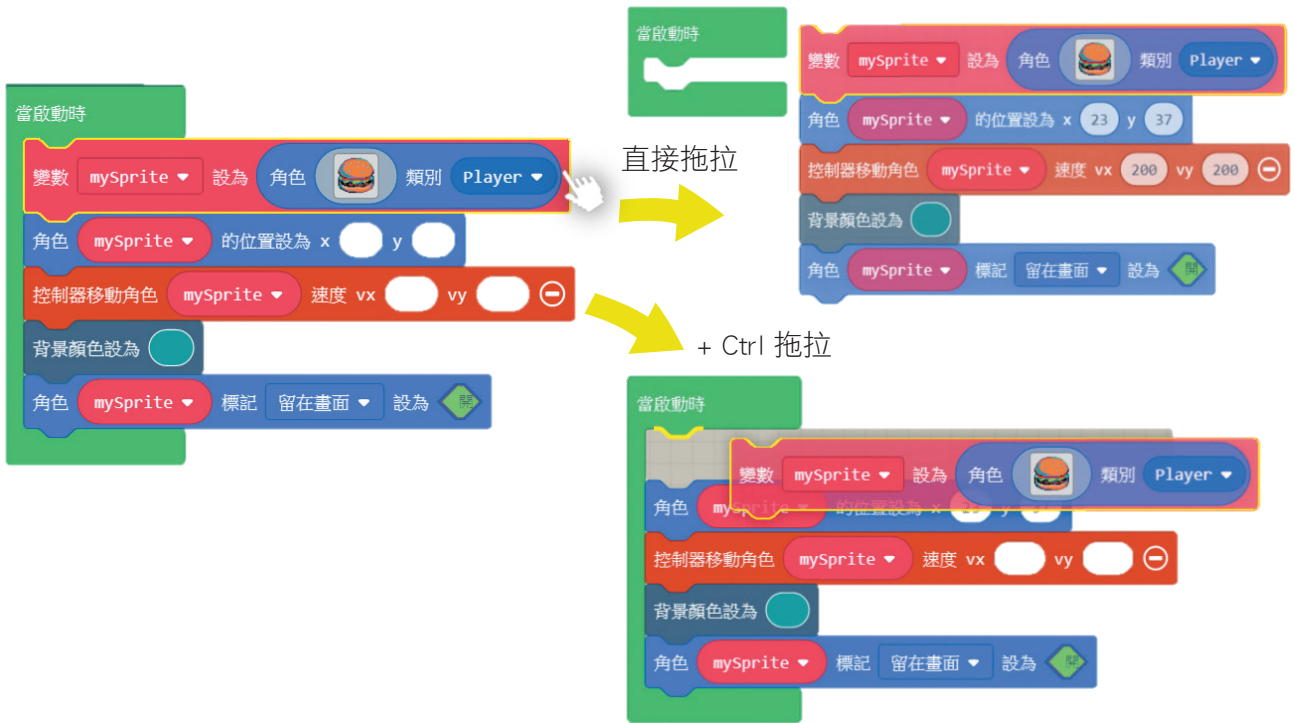 當啟動時
變數 mySprite 設為 角色 類別 Player
角色 mySprite 的位置設為 x y
控制器移動角色 mySprite 速度 vx vy
背景顏色設為
角色 mySprite 標記 留在畫面 設為 開
直接拖拉
當啟動時
變數 mySprite 設為 角色 類別 Player
角色 mySprite 的位置設為 x 23 y 37
控制器移動角色 mySprite 速度 vx 200 vy 200
背景顏色設為
角色 mySprite 標記 留在畫面 設為 開
+ Ctrl 拖拉
當啟動時
變數 mySprite 設為 角色 類別 Player
角色 mySprite 的位置設為 x 23 y 37
控制器移動角色 mySprite 速度 vx vy
背景顏色設為
角色 mySprite 標記 留在畫面 設為 開